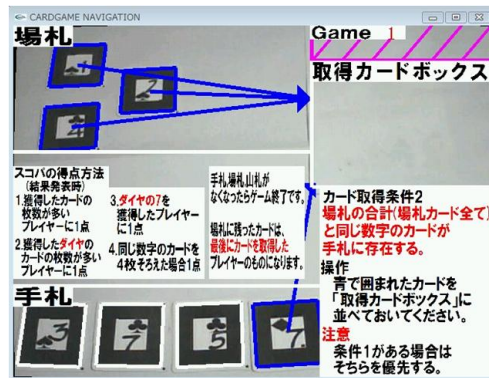 CARDGAME NAVIGATION
場札
Game 1
取得カードボックス
1
2
4
スコパの得点方法
(結果発表時)
1.獲得したカードの
枚数が多い
プレイヤーに1点
2.獲得したダイヤの
カードの枚数が多い
プレイヤーに1点
3.ダイヤの7を
獲得したプレイヤー
に1点
4.同じ数字のカードを
4枚そろえた場合1点
手札,場札,山札が
なくなったらゲーム終了です。
場札に残ったカードは、
最後にカードを取得した
プレイヤーのものになります。
カード取得条件2
場札の合計(場札カード全て)
と同じ数字のカードが
手札に存在する。
操作
青で囲まれたカードを
「取得カードボックス」に
並べておいてください。
注意
条件1がある場合は
そちらを優先する。
手札
3
7
5
7